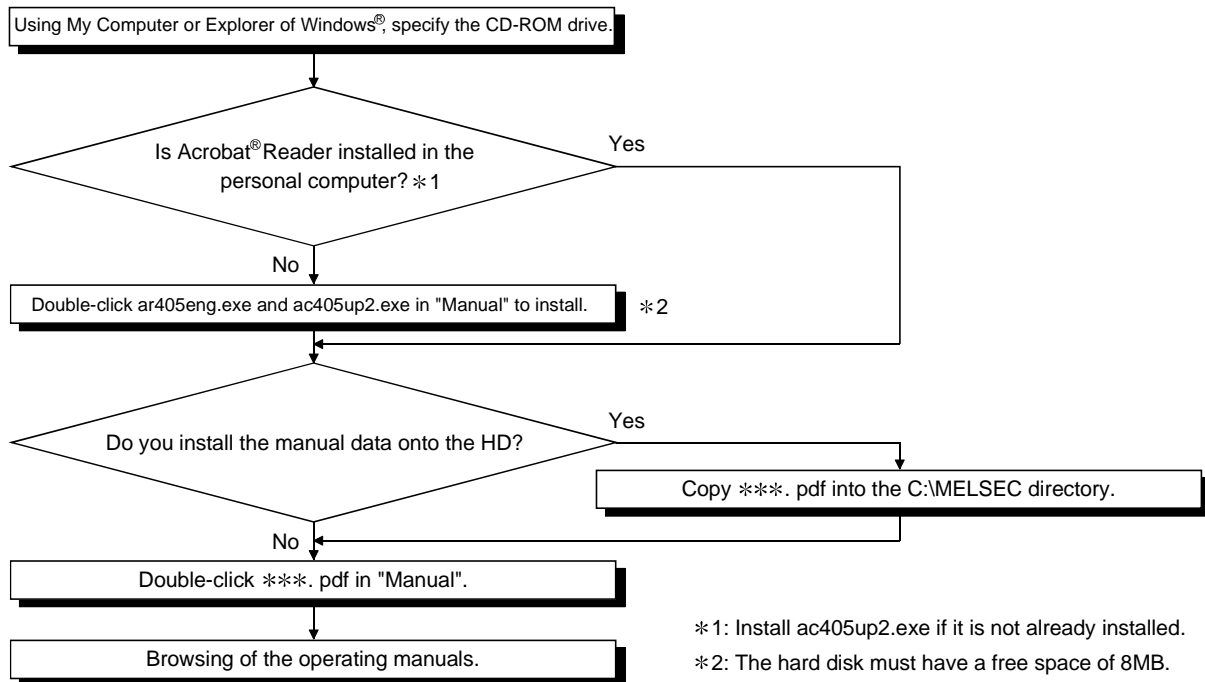 Using My Computer or Explorer of Windows®, specify the CD-ROM drive.
Is Acrobat® Reader installed in the
personal computer? ＊1
Yes
No
Double-click ar405eng.exe and ac405up2.exe in "Manual" to install.
＊2
Do you install the manual data onto the HD?
Yes
Copy ＊＊＊. pdf into the C:\MELSEC directory.
No
Double-click ＊＊＊. pdf in "Manual".
Browsing of the operating manuals.
＊1: Install ac405up2.exe if it is not already installed.
＊2: The hard disk must have a free space of 8MB.